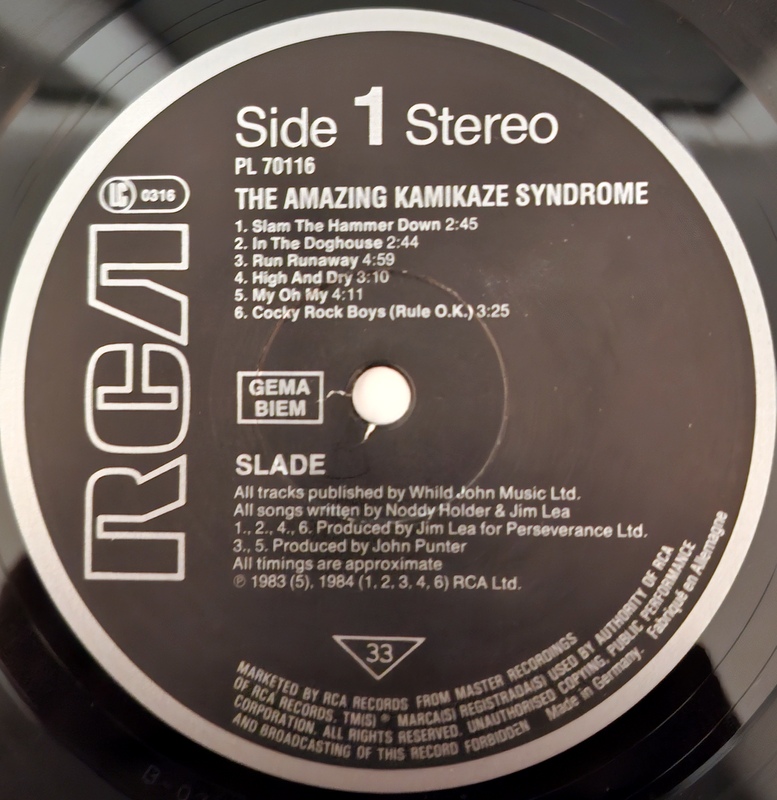 Side 1 Stereo
PL 70116
LC 0316
THE AMAZING KAMIKAZE SYNDROME
1. Slam The Hammer Down 2:45
2. In The Doghouse 2:44
3. Run Runaway 4:59
4. High And Dry 3:10
5. My Oh My 4:11
6. Cocky Rock Boys (Rule O.K.) 3:25
RCA
GEMA
BIEM
SLADE
All tracks published by Whild John Music Ltd.
All songs written by Noddy Holder & Jim Lea
1., 2., 4., 6. Produced by Jim Lea for Perseverance Ltd.
3., 5. Produced by John Punter
All timings are approximate
℗ 1983 (5), 1984 (1, 2, 3, 4, 6) RCA Ltd.
33
MARKETED BY RCA RECORDS FROM MASTER RECORDINGS
OF RCA RECORDS. TM(S) ® MARCA(S) REGISTRADA(S) USED BY AUTHORITY OF RCA
CORPORATION. ALL RIGHTS RESERVED. UNAUTHORISED COPYING, PUBLIC PERFORMANCE
AND BROADCASTING OF THIS RECORD FORBIDDEN Made in Germany. Fabriqué en Allemagne